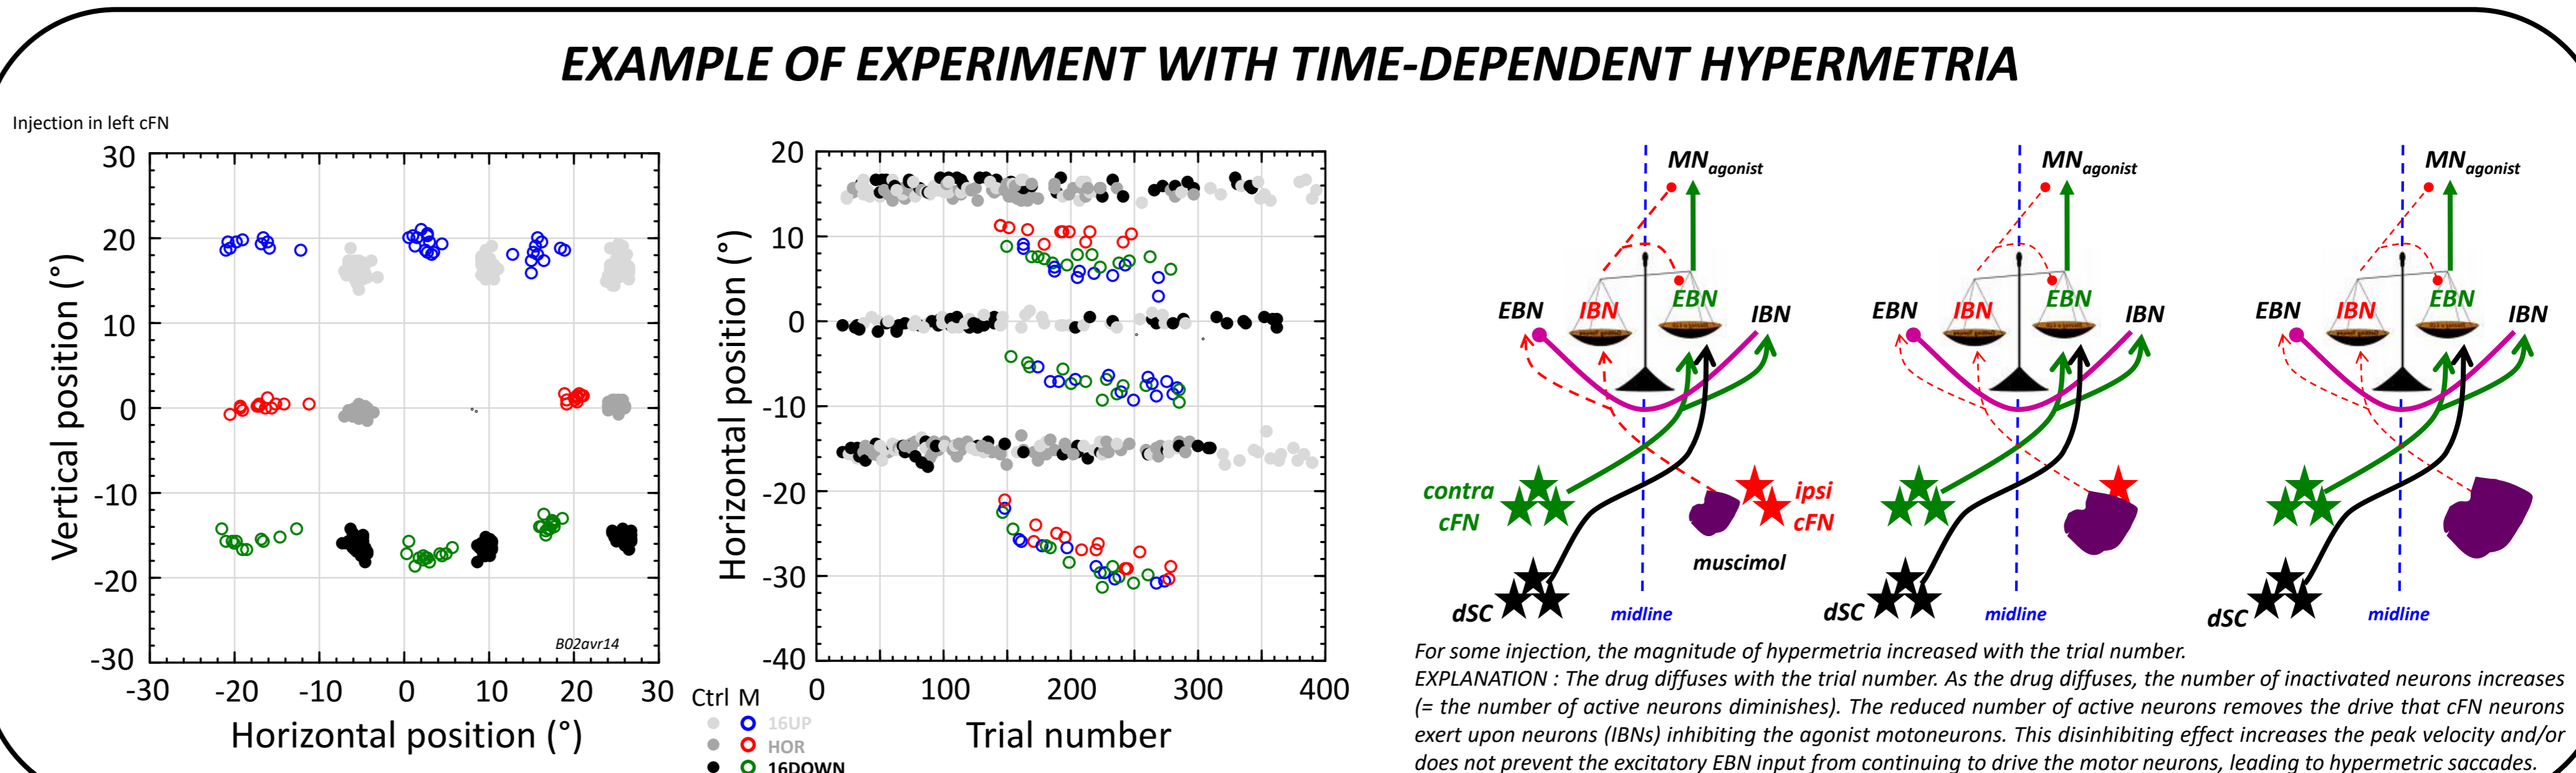 EXAMPLE OF EXPERIMENT WITH TIME-DEPENDENT HYPERMETRIA
Injection in left cFN
30
20
10
0
-10
-20
-30
Vertical position (°)
B02avr14
-30 -20 -10 0 10 20 30
Horizontal position (°)
20
10
0
-10
-20
-30
-40
Horizontal position (°)
0 100 200 300 400
Trial number
Ctrl M
16UP
HOR
16DOWN
MNagonist
EBN
IBN
EBN
IBN
contra
cFN
ipsi
cFN
muscimol
dSC
midline
MNagonist
EBN
IBN
EBN
IBN
dSC
midline
MNagonist
EBN
IBN
EBN
IBN
dSC
midline
For some injection, the magnitude of hypermetria increased with the trial number.
EXPLANATION : The drug diffuses with the trial number. As the drug diffuses, the number of inactivated neurons increases
(= the number of active neurons diminishes). The reduced number of active neurons removes the drive that cFN neurons
exert upon neurons (IBNs) inhibiting the agonist motoneurons. This disinhibiting effect increases the peak velocity and/or
does not prevent the excitatory EBN input from continuing to drive the motor neurons, leading to hypermetric saccades.